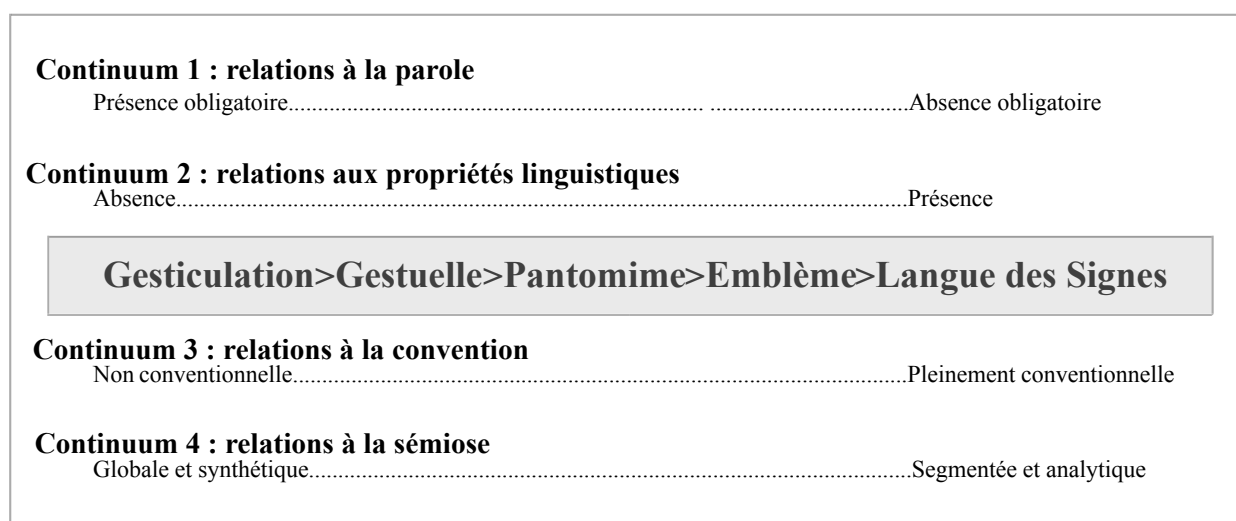 Continuum 1 : relations à la parole
Présence obligatoire.................................................................. ................................Absence obligatoire
Continuum 2 : relations aux propriétés linguistiques
Absence.....................................................................................................................Présence
Gesticulation>Gestuelle>Pantomime>Emblème>Langue des Signes
Continuum 3 : relations à la convention
Non conventionnelle..................................................................................................Pleinement conventionnelle
Continuum 4 : relations à la sémiose
Globale et synthétique................................................................................................Segmentée et analytique